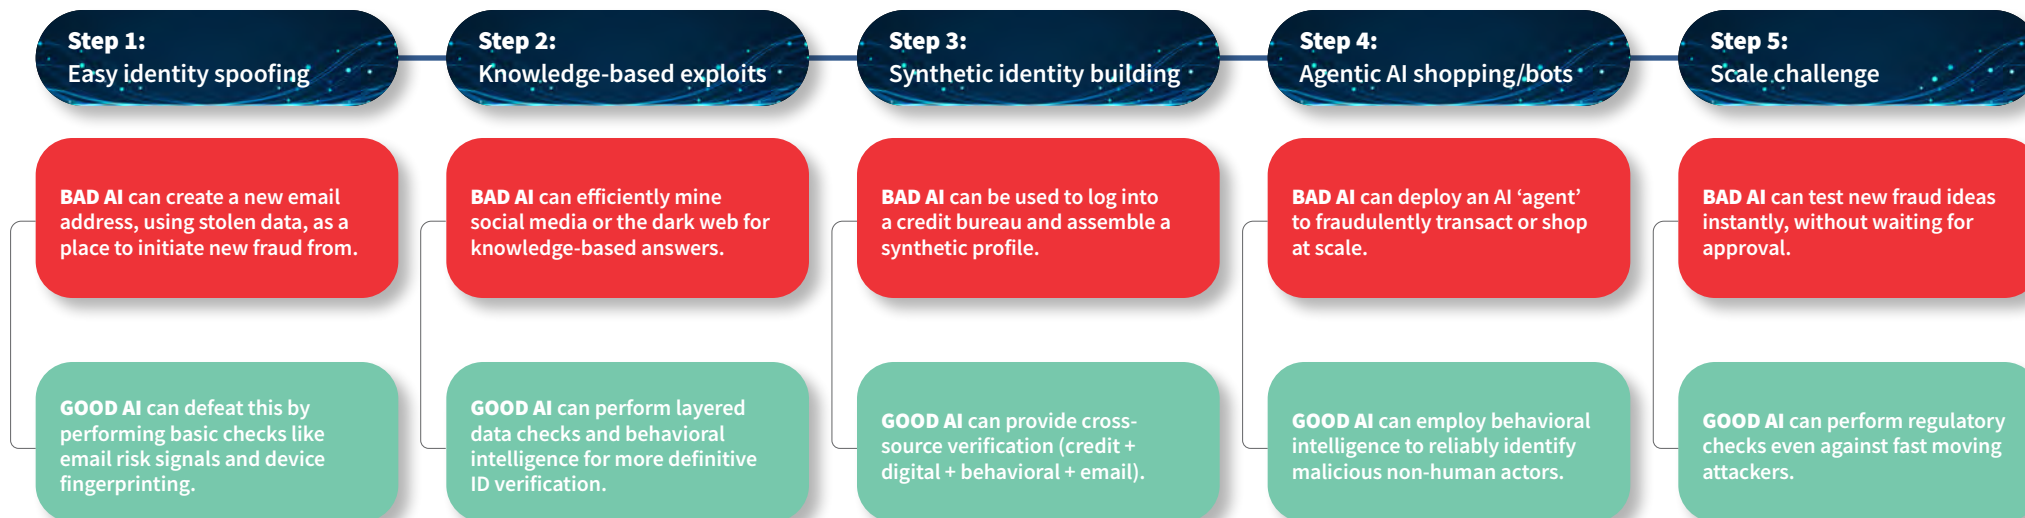 Step 1:
Easy identity spoofing
Step 2:
Knowledge-based exploits
Step 3:
Synthetic identity building
Step 4:
Agentic AI shopping/bots
Step 5:
Scale challenge
BAD AI can create a new email
address, using stolen data, as a
place to initiate new fraud from.
BAD AI can efficiently mine
social media or the dark web for
knowledge-based answers.
BAD AI can be used to log into
a credit bureau and assemble a
synthetic profile.
BAD AI can deploy an AI ‘agent’
to fraudulently transact or shop
at scale.
BAD AI can test new fraud ideas
instantly, without waiting for
approval.
GOOD AI can defeat this by
performing basic checks like
email risk signals and device
fingerprinting.
GOOD AI can perform layered
data checks and behavioral
intelligence for more definitive
ID verification.
GOOD AI can provide cross-
source verification (credit +
digital + behavioral + email).
GOOD AI can employ behavioral
intelligence to reliably identify
malicious non-human actors.
GOOD AI can perform regulatory
checks even against fast moving
attackers.